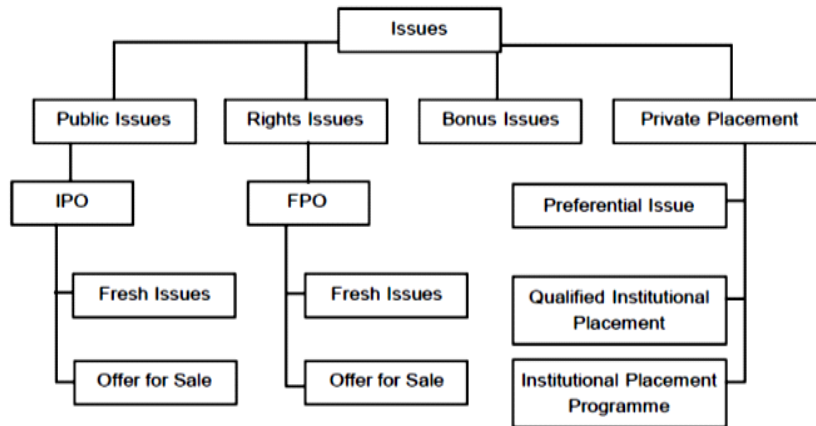 Issues
Public Issues
Rights Issues
Bonus Issues
Private Placement
IPO
FPO
Preferential Issue
Fresh Issues
Fresh Issues
Qualified Institutional
Placement
Offer for Sale
Offer for Sale
Institutional Placement
Programme